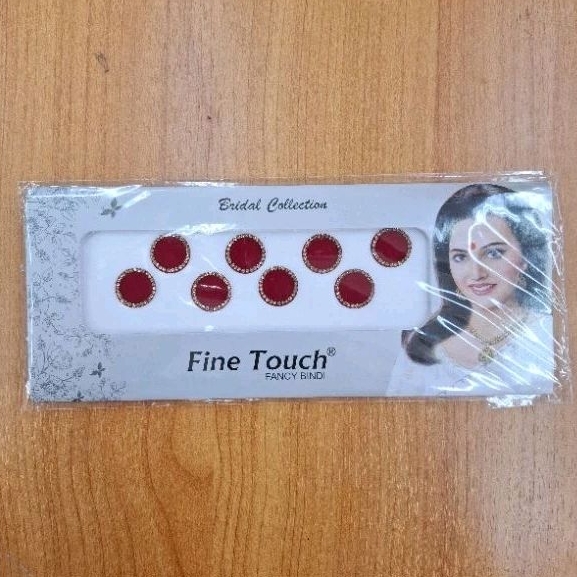 Bridal Collection
Fine Touch®
FANCY BINDI